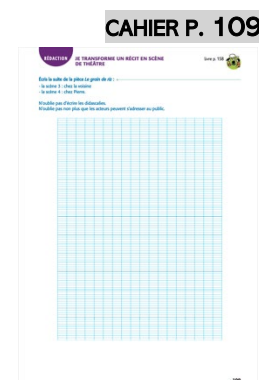 CAHIER P. 109
RÉDACTION
JE TRANSFORME UN RÉCIT EN SCÈNE
DE THÉÂTRE
Livre p. 158
Écris la suite de la pièce Le grain de riz :
- la scène 3 : chez la voisine
- la scène 4 : chez Pierre.
N'oublie pas d'écrire les didascalies.
N'oublie pas non plus que les acteurs peuvent s'adresser au public.